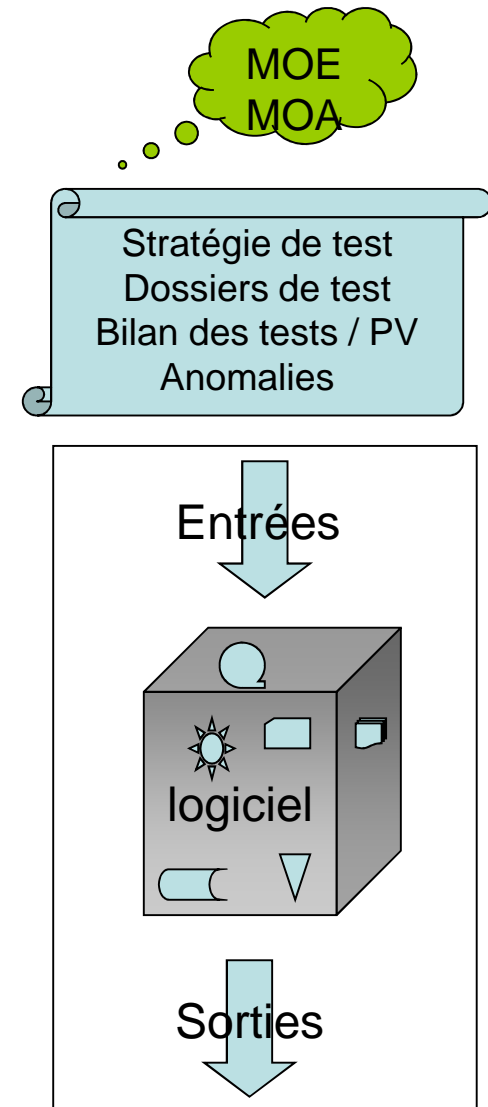 MOE
MOA
Stratégie de test
Dossiers de test
Bilan des tests / PV
Anomalies
Entrées
logiciel
Sorties